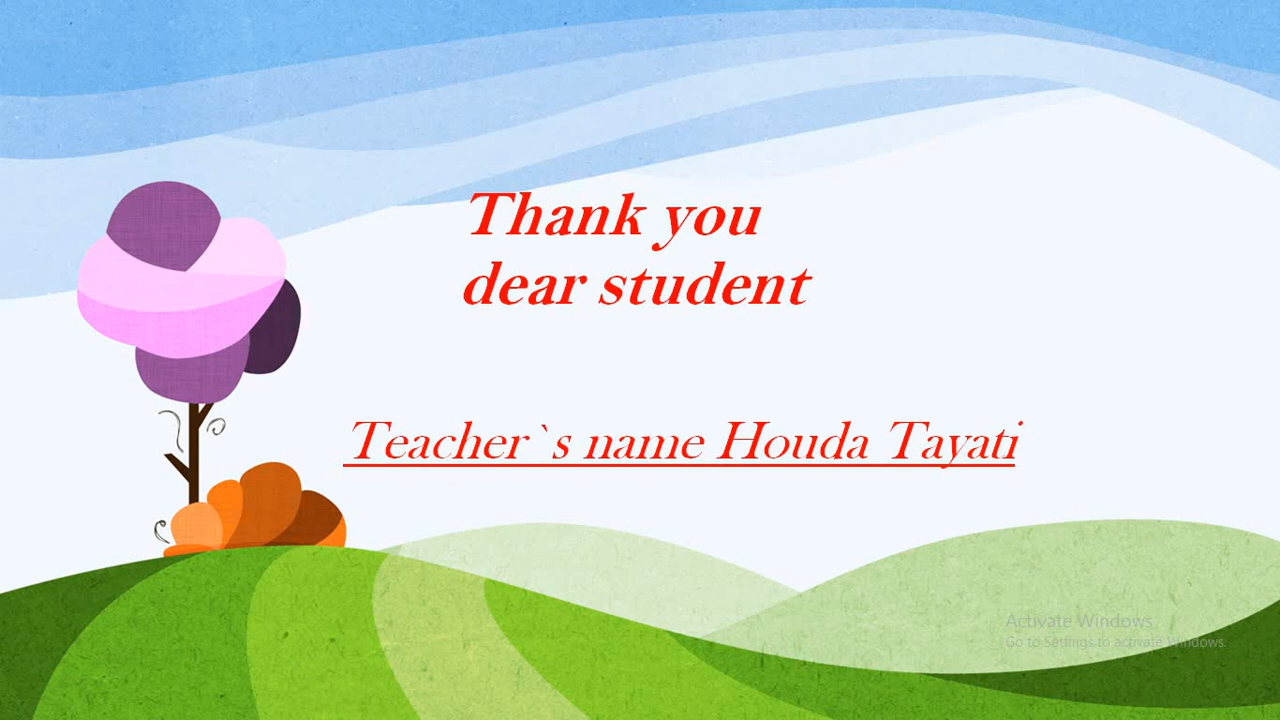 Thank you
dear student
Teacher`s name Houda Tayati
Activate Windows
Go to Settings to activate Windows.